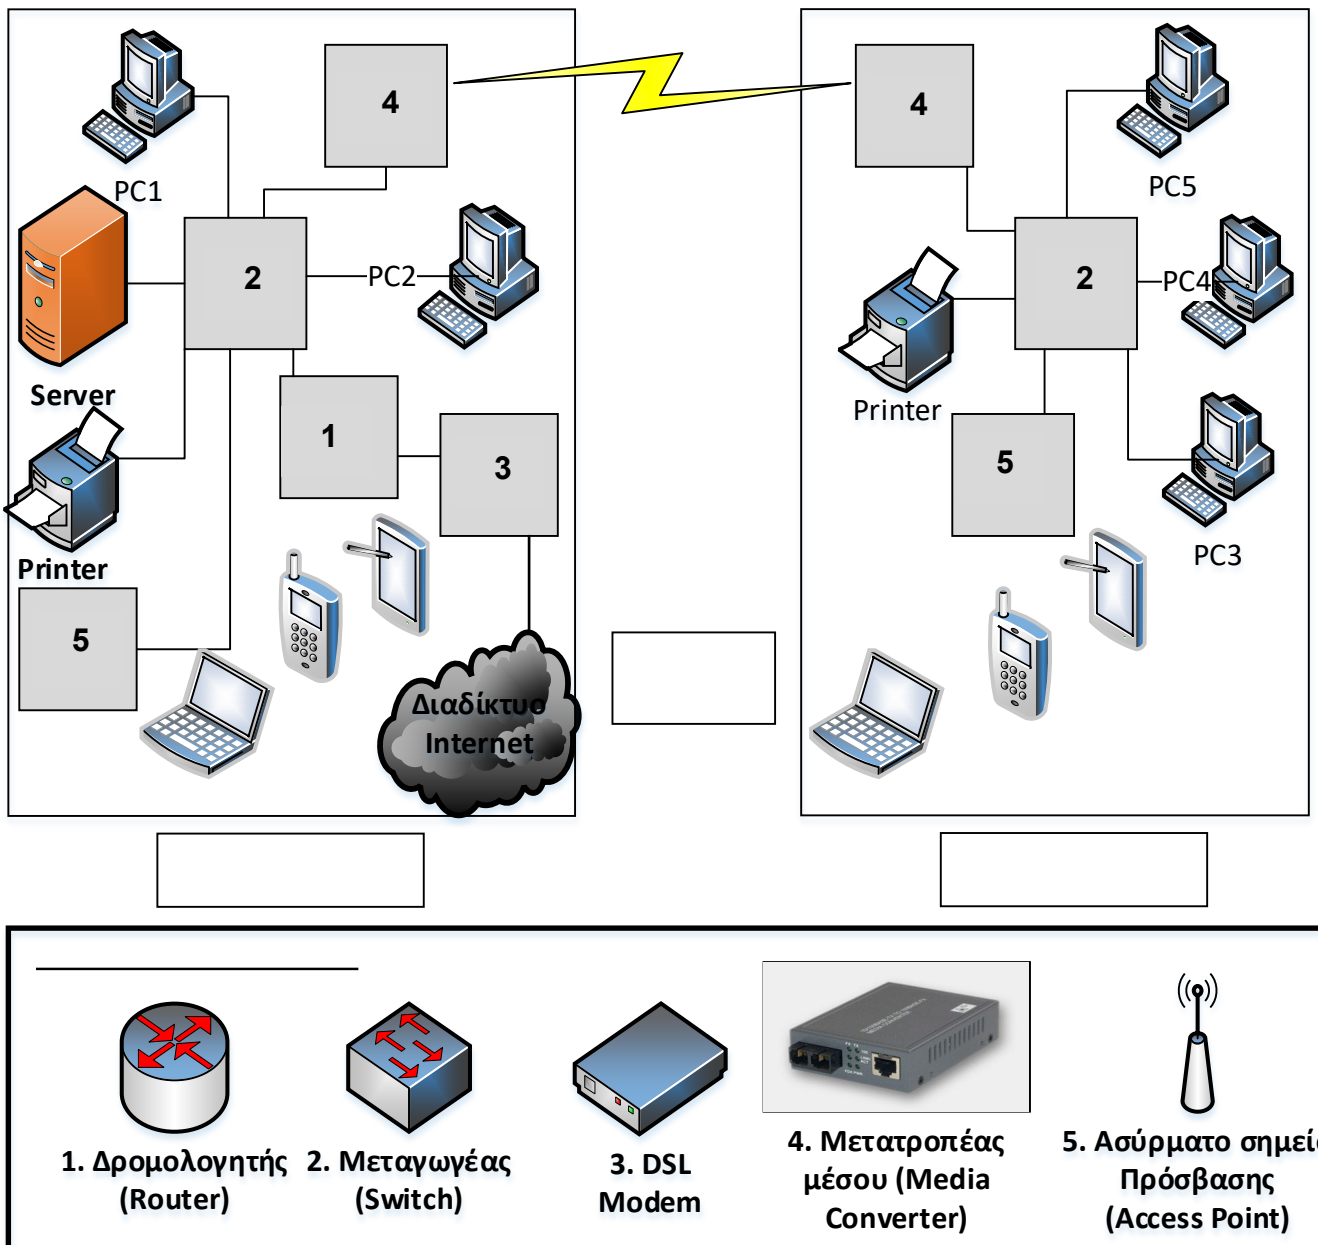 4
4
PC1
PC5
2
PC2
2
PC4
Server
Printer
1
3
5
PC3
Printer
5
Διαδίκτυο
Internet
1. Δρομολογητής
(Router)
2. Μεταγωγέας
(Switch)
3. DSL
Modem
4. Μετατροπέας
μέσου (Media
Converter)
5. Ασύρματο σημείο
Πρόσβασης
(Access Point)